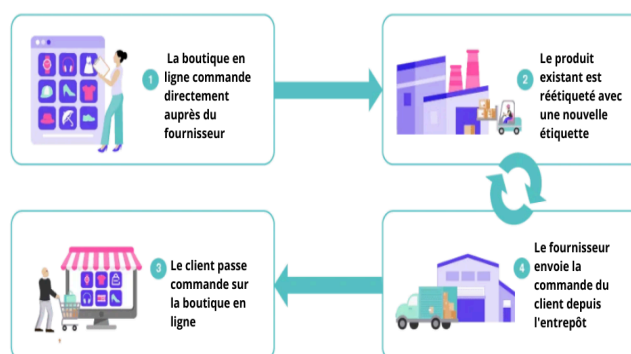 1
La boutique en
ligne commande
directement
auprès du
fournisseur
2
Le produit
existant est
réétiqueté avec
une nouvelle
étiquette
3
Le client passe
commande sur
la boutique en
ligne
4
Le fournisseur
envoie la
commande du
client depuis
l'entrepôt